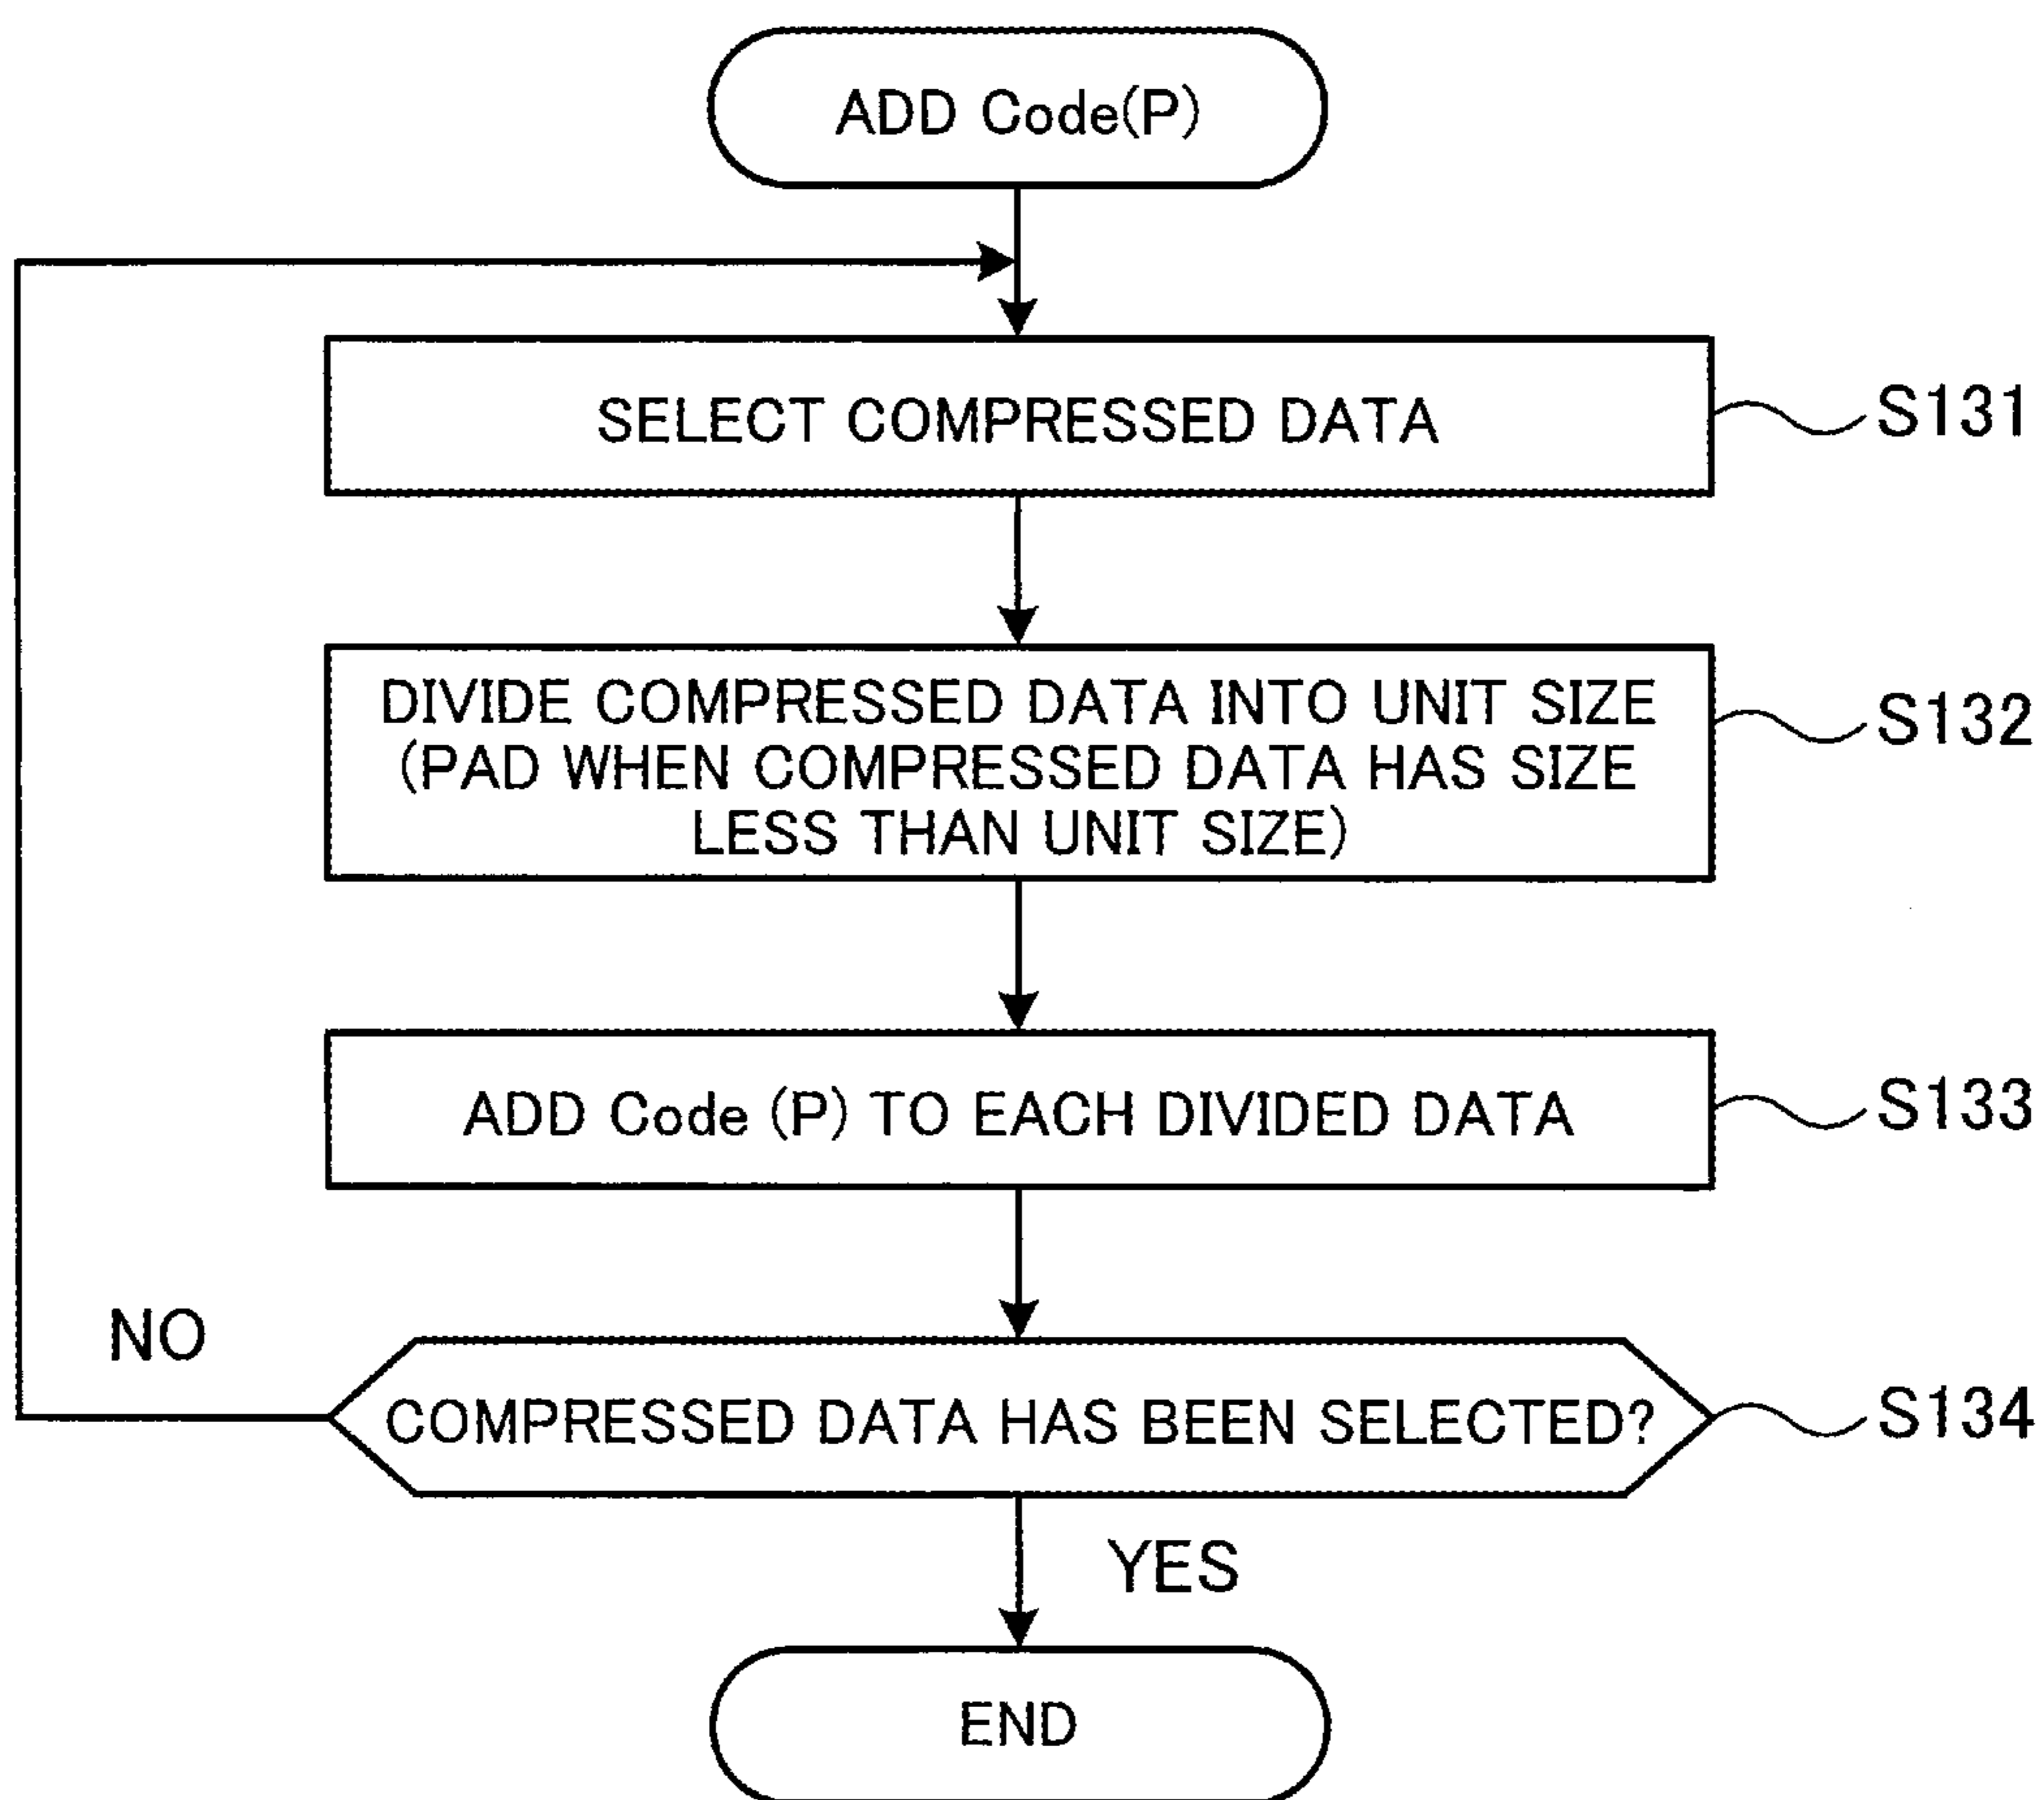 ADD Code(P)
SELECT COMPRESSED DATA
S131
DIVIDE COMPRESSED DATA INTO UNIT SIZE
(PAD WHEN COMPRESSED DATA HAS SIZE
LESS THAN UNIT SIZE)
S132
ADD Code (P) TO EACH DIVIDED DATA
S133
NO
COMPRESSED DATA HAS BEEN SELECTED?
S134
YES
END